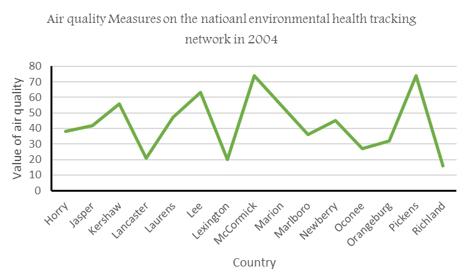 Air quality Measures on the natioanl environmental health tracking
network in 2004
Value of air quality
80
70
60
50
40
30
20
10
0
Horry
Jasper
Kershaw
Lancaster
Laurens
Lee
Lexington
McCormick
Marion
Marlboro
Newberry
Oconee
Orangeburg
Pickens
Richland
Country